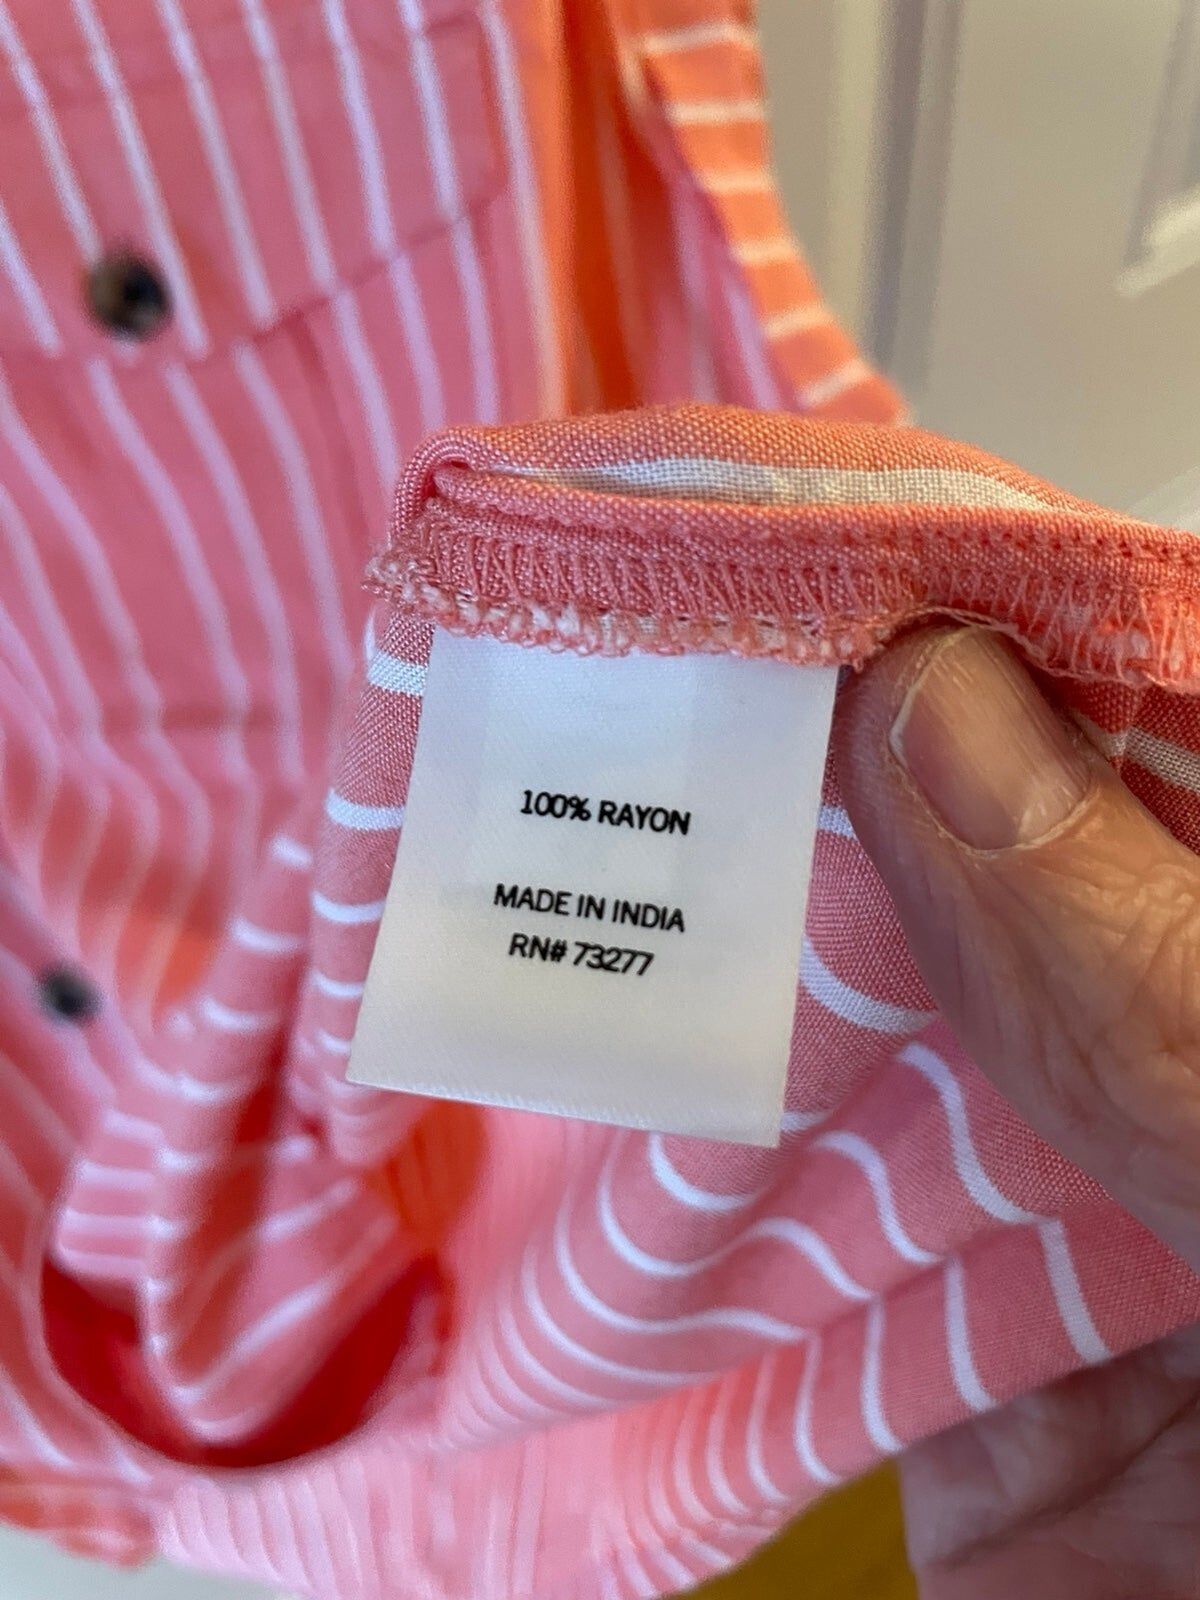 100% RAYON
MADE IN INDIA
RN# 73277